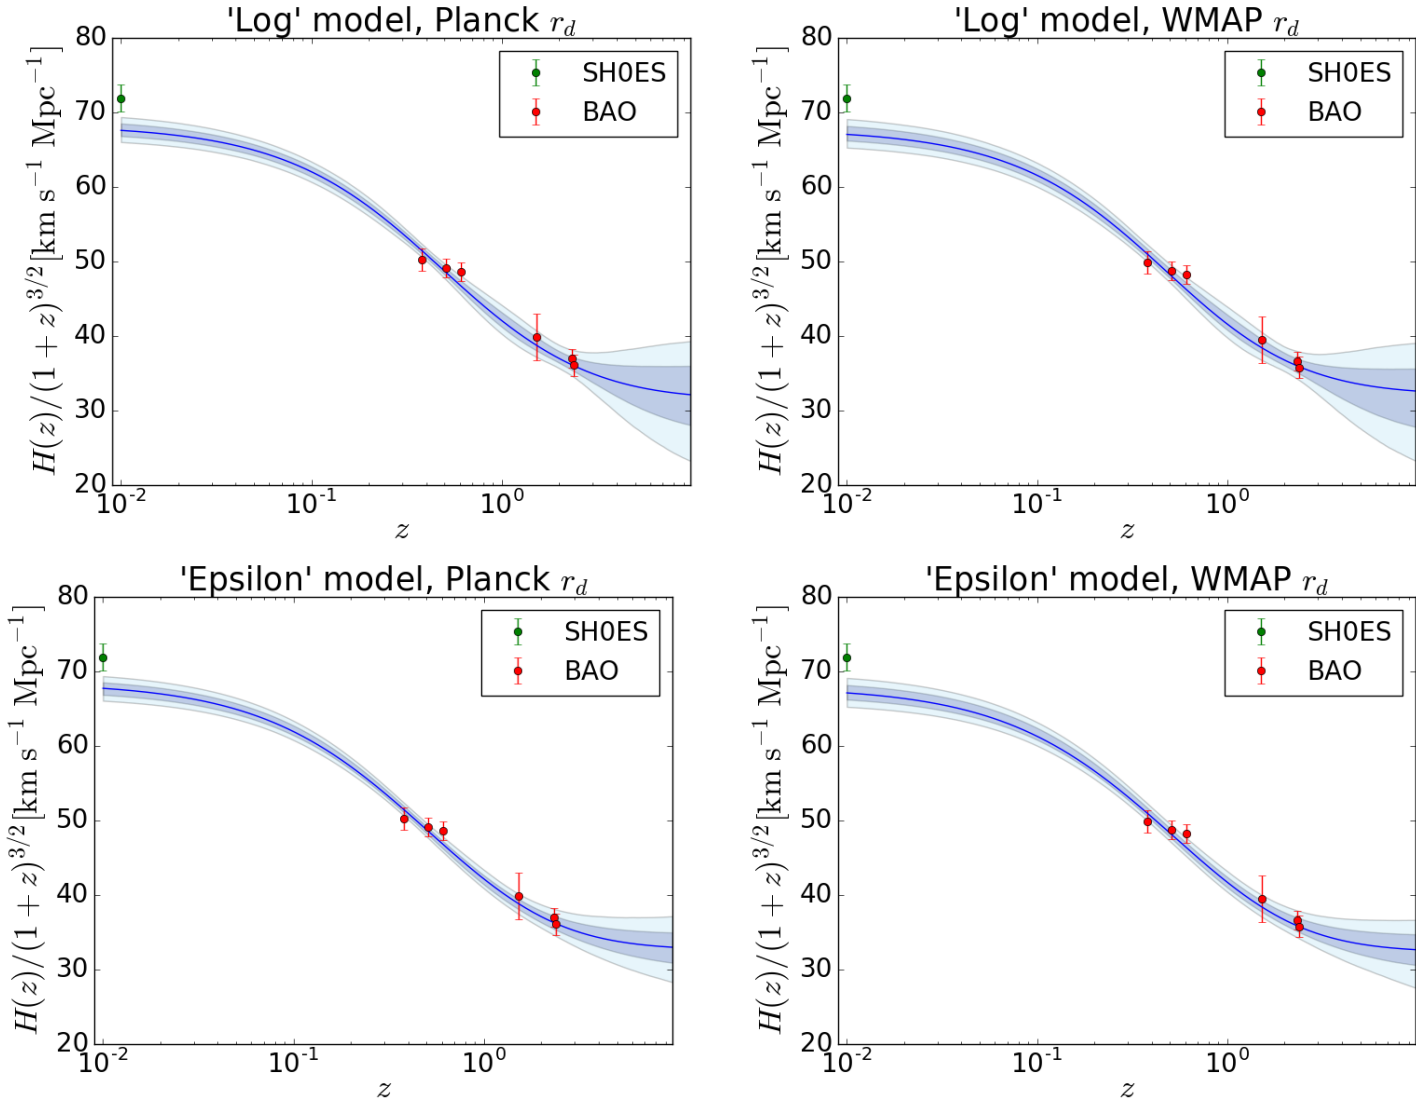 'Log' model, Planck r_d
80
70
60
50
40
30
20
H(z)/(1 + z)^{3/2} [km s^{-1} Mpc^{-1}]
SH0ES
BAO
10^{-2} 10^{-1} 10^{0}
z
'Log' model, WMAP r_d
80
70
60
50
40
30
20
H(z)/(1 + z)^{3/2} [km s^{-1} Mpc^{-1}]
SH0ES
BAO
10^{-2} 10^{-1} 10^{0}
z
'Epsilon' model, Planck r_d
80
70
60
50
40
30
20
H(z)/(1 + z)^{3/2} [km s^{-1} Mpc^{-1}]
SH0ES
BAO
10^{-2} 10^{-1} 10^{0}
z
'Epsilon' model, WMAP r_d
80
70
60
50
40
30
20
H(z)/(1 + z)^{3/2} [km s^{-1} Mpc^{-1}]
SH0ES
BAO
10^{-2} 10^{-1} 10^{0}
z